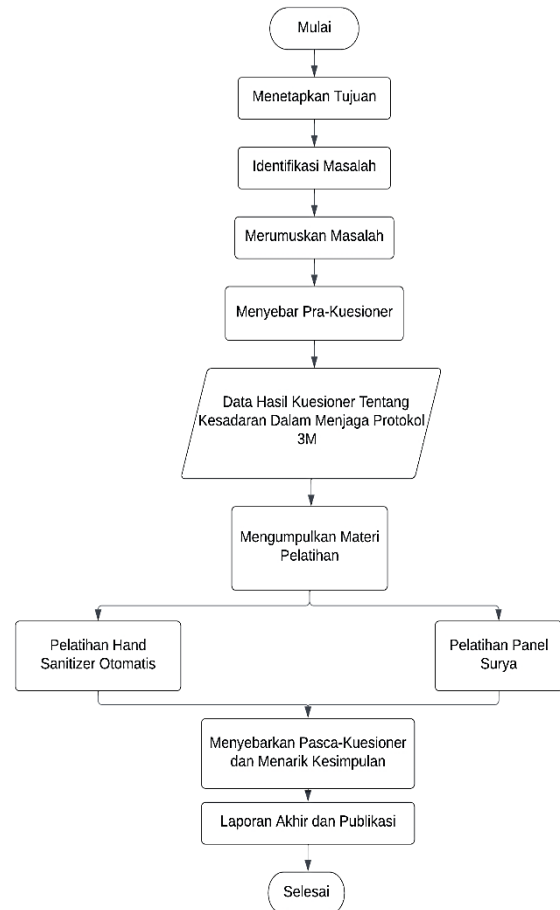 Mulai
Menetapkan Tujuan
Identifikasi Masalah
Merumuskan Masalah
Menyebar Pra-Kuesioner
Data Hasil Kuesioner Tentang
Kesadaran Dalam Menjaga Protokol
3M
Mengumpulkan Materi
Pelatihan
Pelatihan Hand
Sanitizer Otomatis
Pelatihan Panel
Surya
Menyebarkan Pasca-Kuesioner
dan Menarik Kesimpulan
Laporan Akhir dan Publikasi
Selesai